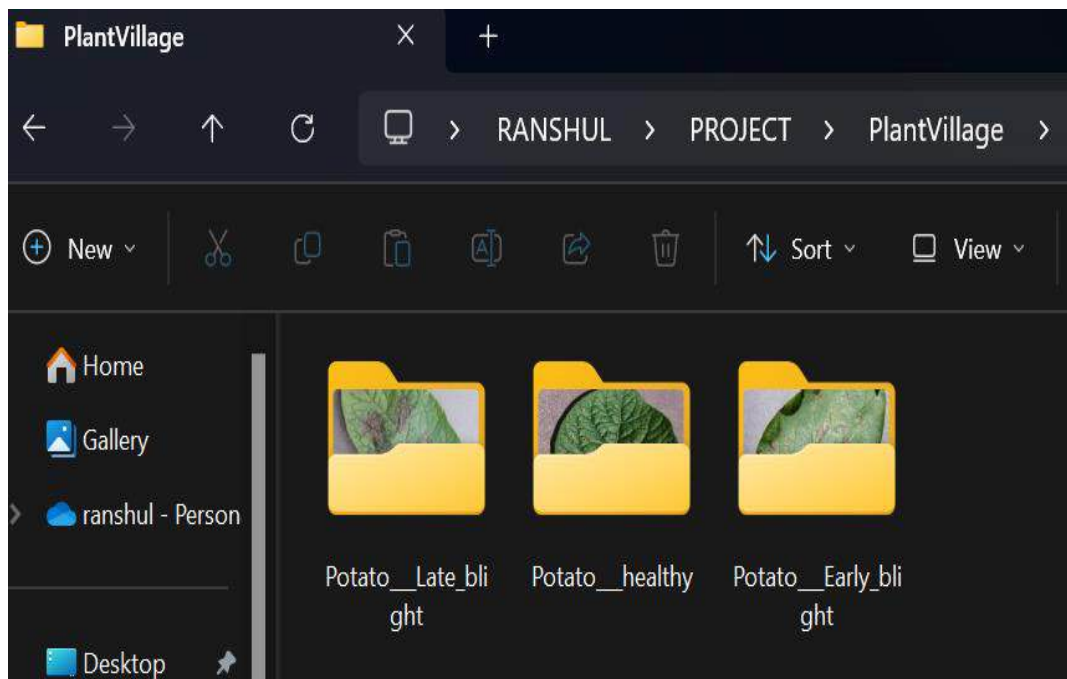 PlantVillage
RANSHUL > PROJECT > PlantVillage >
New Sort View
Home
Gallery
ranshul - Person
Desktop
Potato__Late_bli
ght
Potato__healthy
Potato__Early_bli
ght